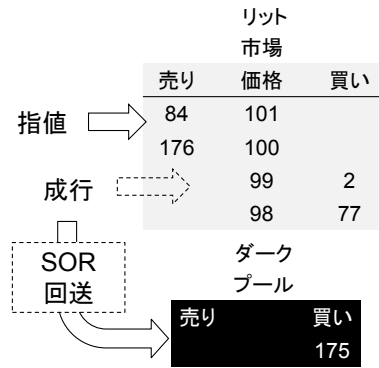 リット
市場
売り 価格 買い
指値
84 101
176 100
成行
99 2
98 77
SOR
回送
ダーク
プール
売り 買い
175